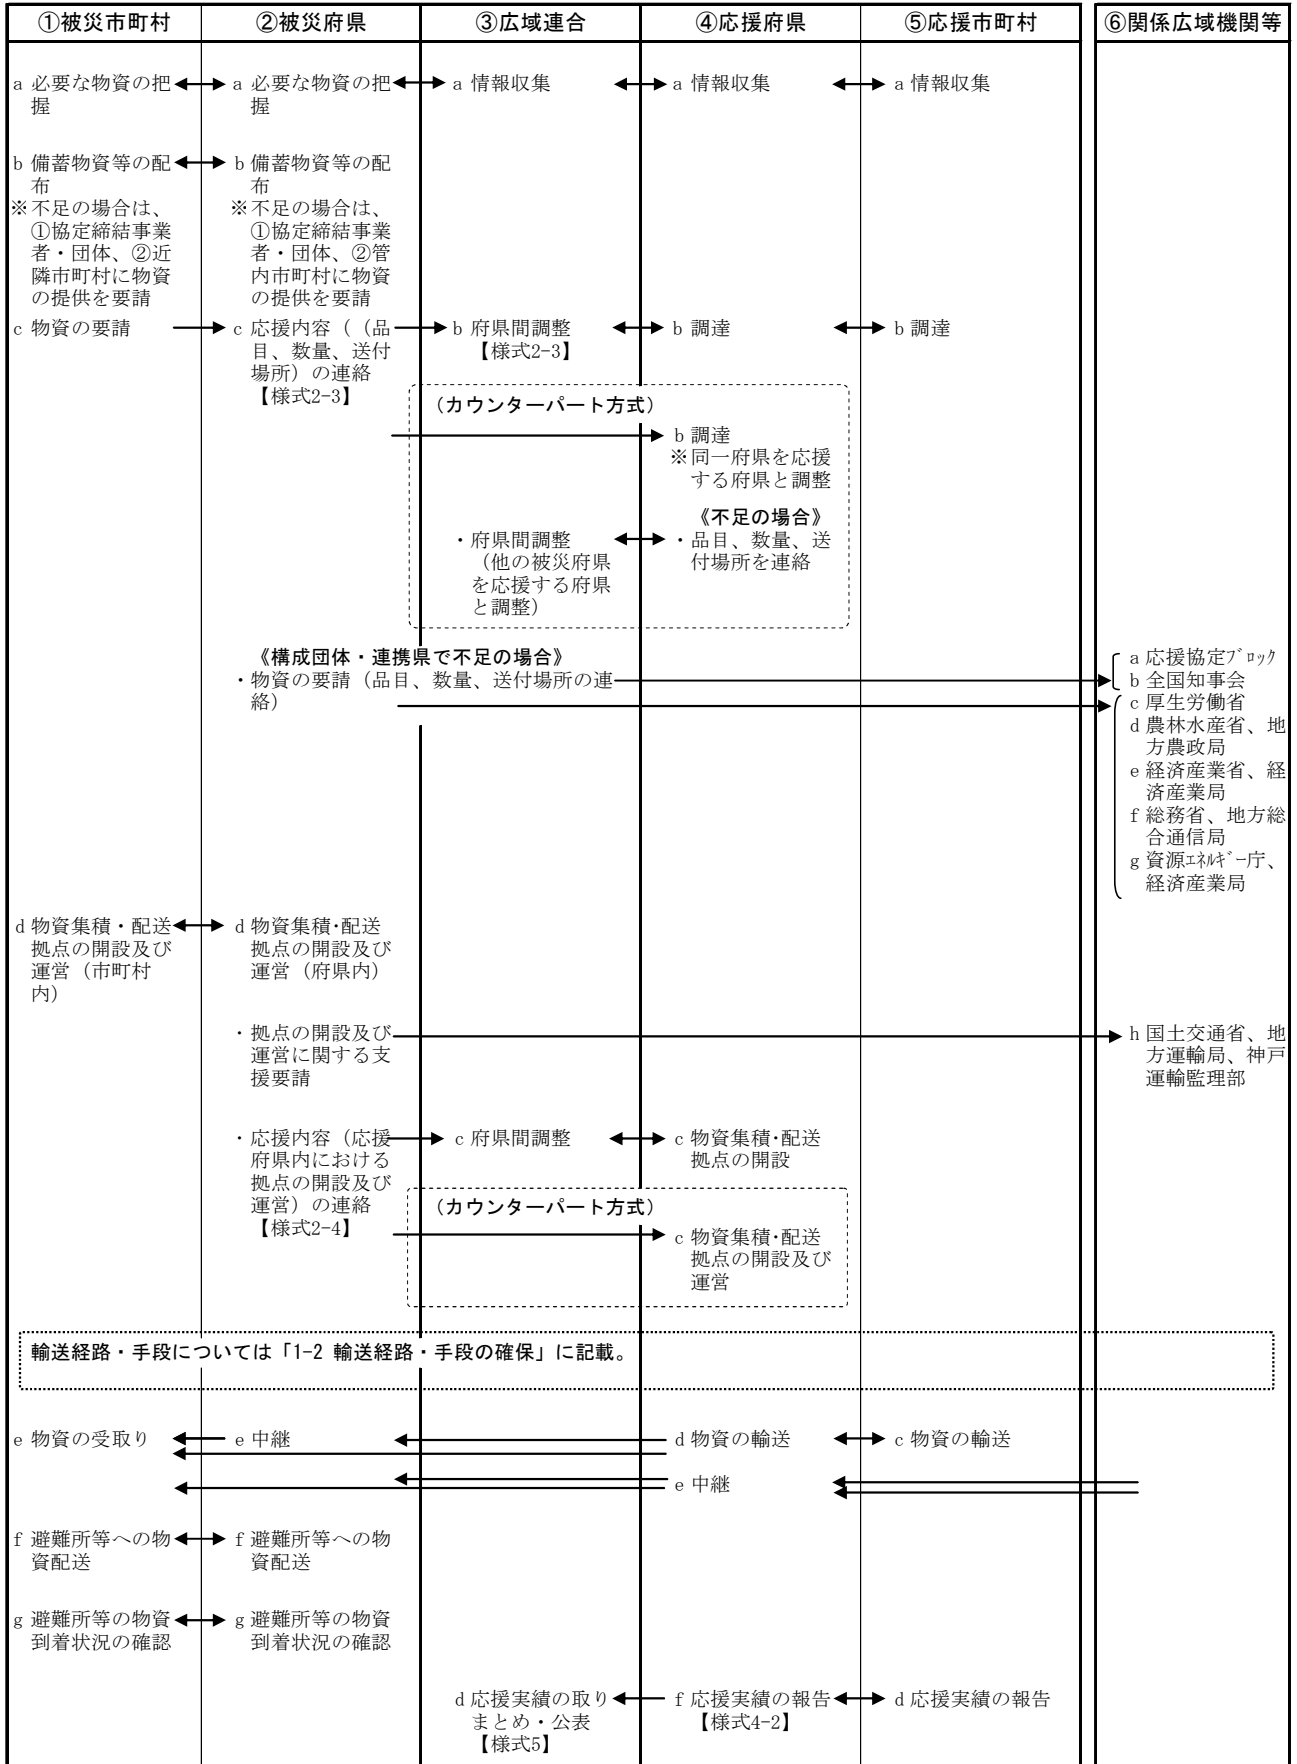 ①被災市町村
②被災府県
③広域連合
④応援府県
⑤応援市町村
⑥関係広域機関等
a 必要な物資の把
握
a 必要な物資の把
握
a 情報収集
a 情報収集
a 情報収集
b 備蓄物資等の配
布
※不足の場合は、
①協定締結事業
者・団体、②近
隣市町村に物資
の提供を要請
b 備蓄物資等の配
布
※不足の場合は、
①協定締結事業
者・団体、②管
内市町村に物資
の提供を要請
c 物資の要請
c 応援内容（（品
目、数量、送付
場所）の連絡
【様式2-3】
b 府県間調整
【様式2-3】
b 調達
b 調達
（カウンターパート方式）
b 調達
※同一府県を応援
する府県と調整
《不足の場合》
・府県間調整
（他の被災府県
を応援する府県
と調整）
・品目、数量、送
付場所を連絡
《構成団体・連携県で不足の場合》
・物資の要請（品目、数量、送付場所の連
絡）
a 応援協定ﾌﾞﾛｯｸ
b 全国知事会
c 厚生労働省
d 農林水産省、地
方農政局
e 経済産業省、経
済産業局
f 総務省、地方総
合通信局
g 資源ｴﾈﾙｷﾞｰ庁、
経済産業局
d 物資集積・配送
拠点の開設及び
運営（市町村
内）
d 物資集積・配送
拠点の開設及び
運営（府県内）
・拠点の開設及び
運営に関する支
援要請
h 国土交通省、地
方運輸局、神戸
運輸監理部
・応援内容（応援
府県内における
拠点の開設及び
運営）の連絡
【様式2-4】
c 府県間調整
c 物資集積・配送
拠点の開設
（カウンターパート方式）
c 物資集積・配送
拠点の開設及び
運営
輸送経路・手段については「1-2 輸送経路・手段の確保」に記載。
e 物資の受取り
e 中継
d 物資の輸送
c 物資の輸送
e 中継
f 避難所等への物
資配送
f 避難所等への物
資配送
g 避難所等の物資
到着状況の確認
g 避難所等の物資
到着状況の確認
d 応援実績の取り
まとめ・公表
【様式5】
f 応援実績の報告
【様式4-2】
d 応援実績の報告